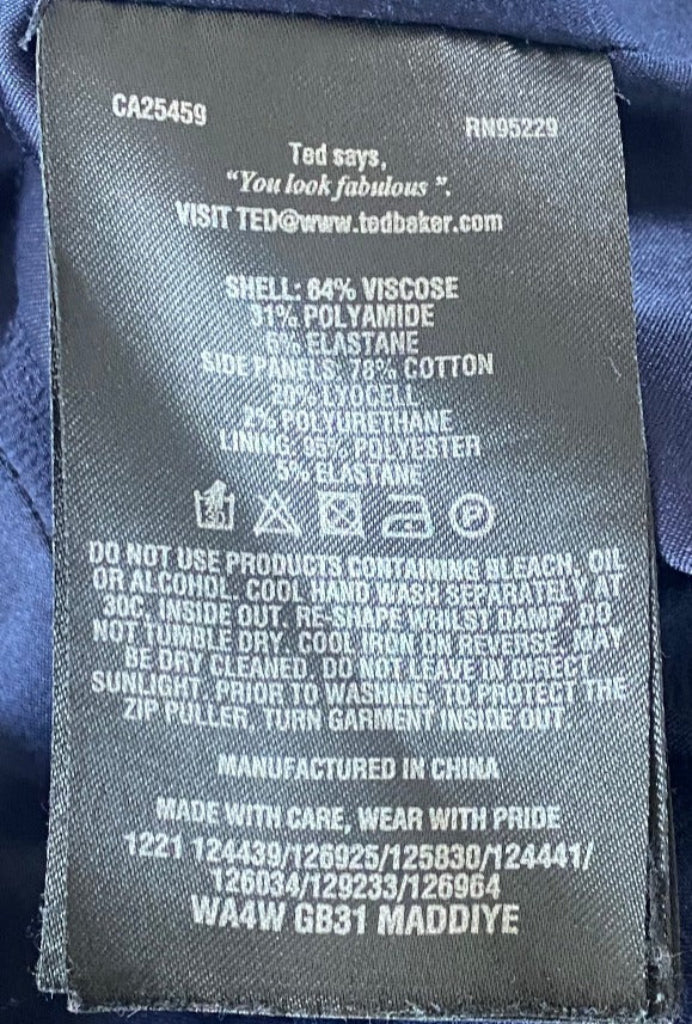 CA25459
RN95229
Ted says,
"You look fabulous ".
VISIT TED@www.tedbaker.com
SHELL: 64% VISCOSE
31% POLYAMIDE
5% ELASTANE
SIDE PANELS: 78% COTTON
20% LYOCELL
2% POLYURETHANE
LINING: 95% POLYESTER
5% ELASTANE
30
P
DO NOT USE PRODUCTS CONTAINING BLEACH, OIL
OR ALCOHOL. COOL HAND WASH SEPARATELY AT
30C, INSIDE OUT. RE-SHAPE WHILST DAMP. DO
NOT TUMBLE DRY. COOL IRON ON REVERSE. MAY
BE DRY CLEANED. DO NOT LEAVE IN DIRECT
SUNLIGHT. PRIOR TO WASHING, TO PROTECT THE
ZIP PULLER, TURN GARMENT INSIDE OUT.
MANUFACTURED IN CHINA
MADE WITH CARE, WEAR WITH PRIDE
1221 124439/126925/125830/124441/
126034/129233/126964
WA4W GB31 MADDIYE